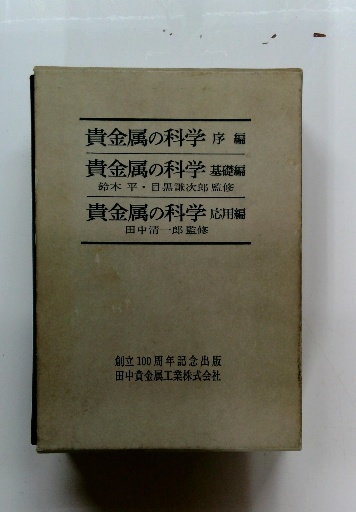 貴金属の科学 序編
貴金属の科学 基礎編
鈴木 平・目黒謙次郎 監修
貴金属の科学 応用編
田中清一郎 監修
創立100周年記念出版
田中貴金属工業株式会社